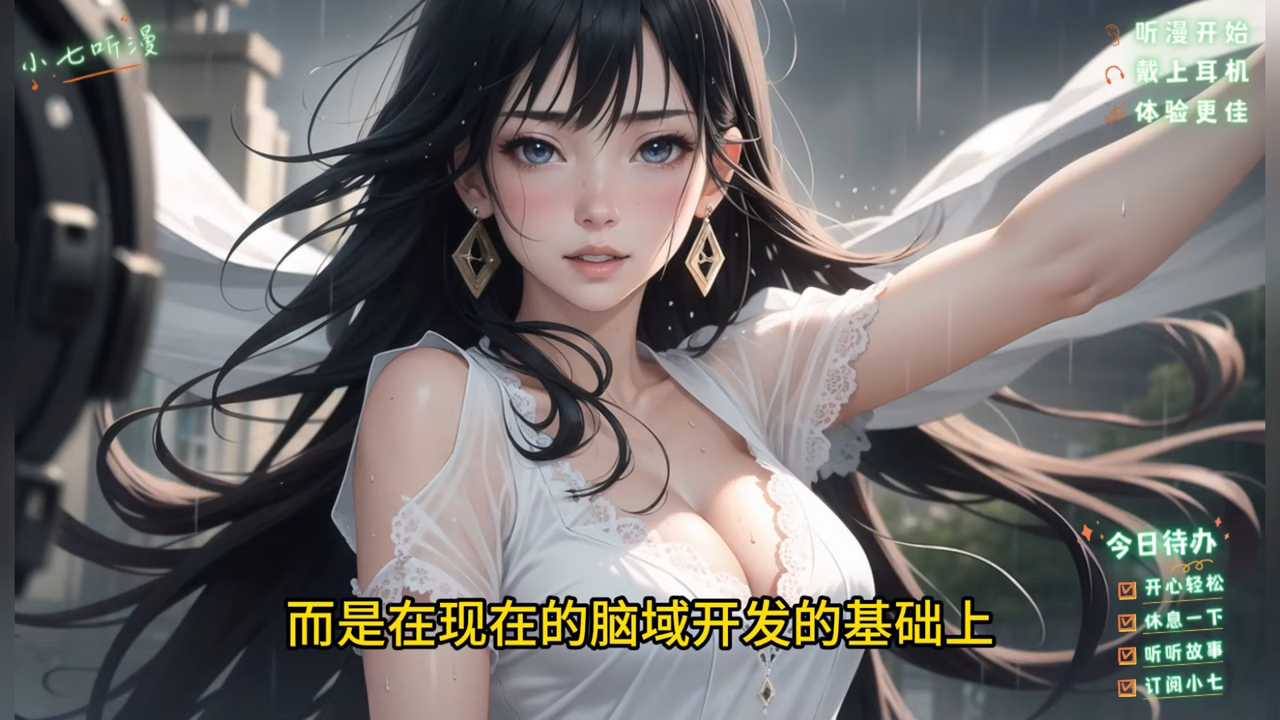 小七听漫
听漫开始
戴上耳机
体验更佳
今日待办
开心轻松
休息一下
听听故事
订阅小七
而是在现在的脑域开发的基础上